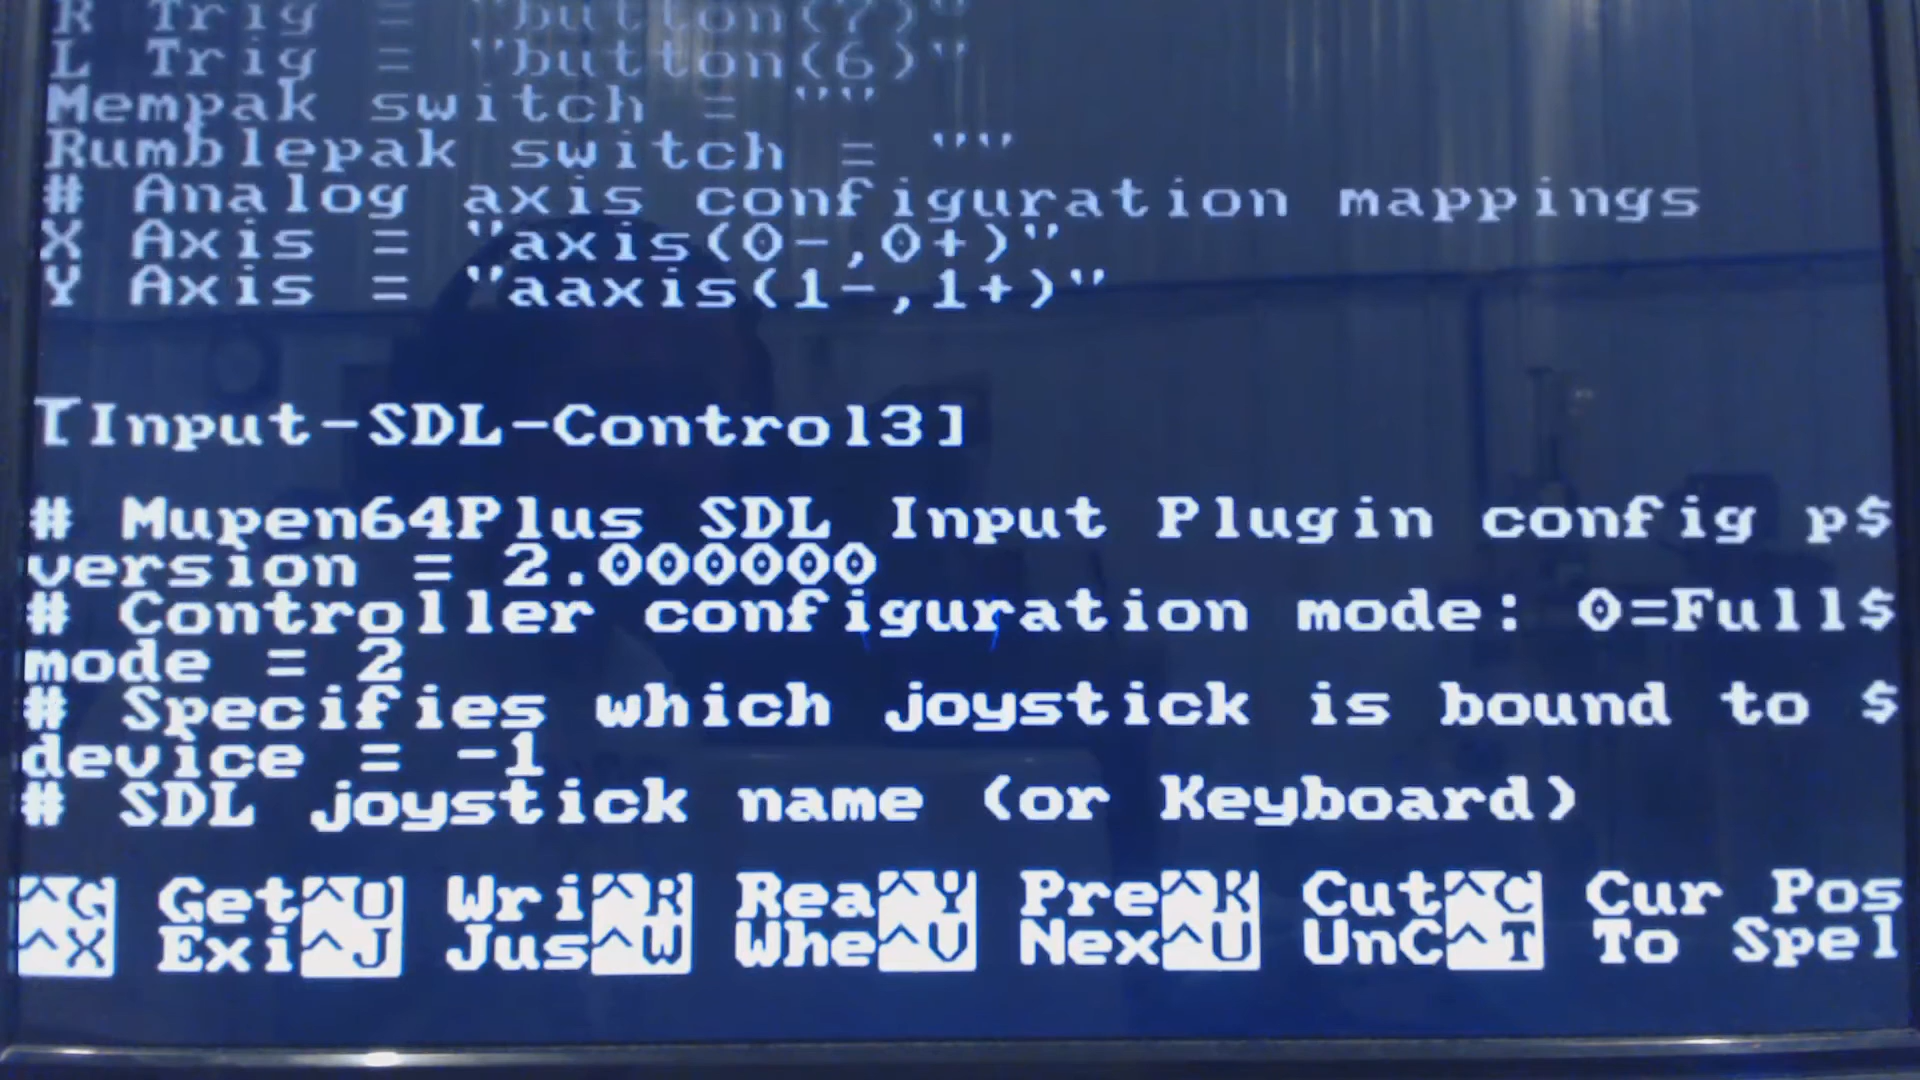 R Trig = "button(7)"
L Trig = "button(6)"
Mempak switch = ""
Rumblepak switch = ""
# Analog axis configuration mappings
X Axis = "axis(0-,0+)"
Y Axis = "aaxis(1-,1+)"
[Input-SDL-Control3]
# Mupen64Plus SDL Input Plugin config p$
version = 2.000000
# Controller configuration mode: 0=Full$
mode = 2
# Specifies which joystick is bound to $
device = -1
# SDL joystick name (or Keyboard)
^G Get^O Wri^R Rea^Y Pre^K Cut^C Cur Pos
^X Exi^J Jus^W Whe^V Nex^U UnC^T To Spel